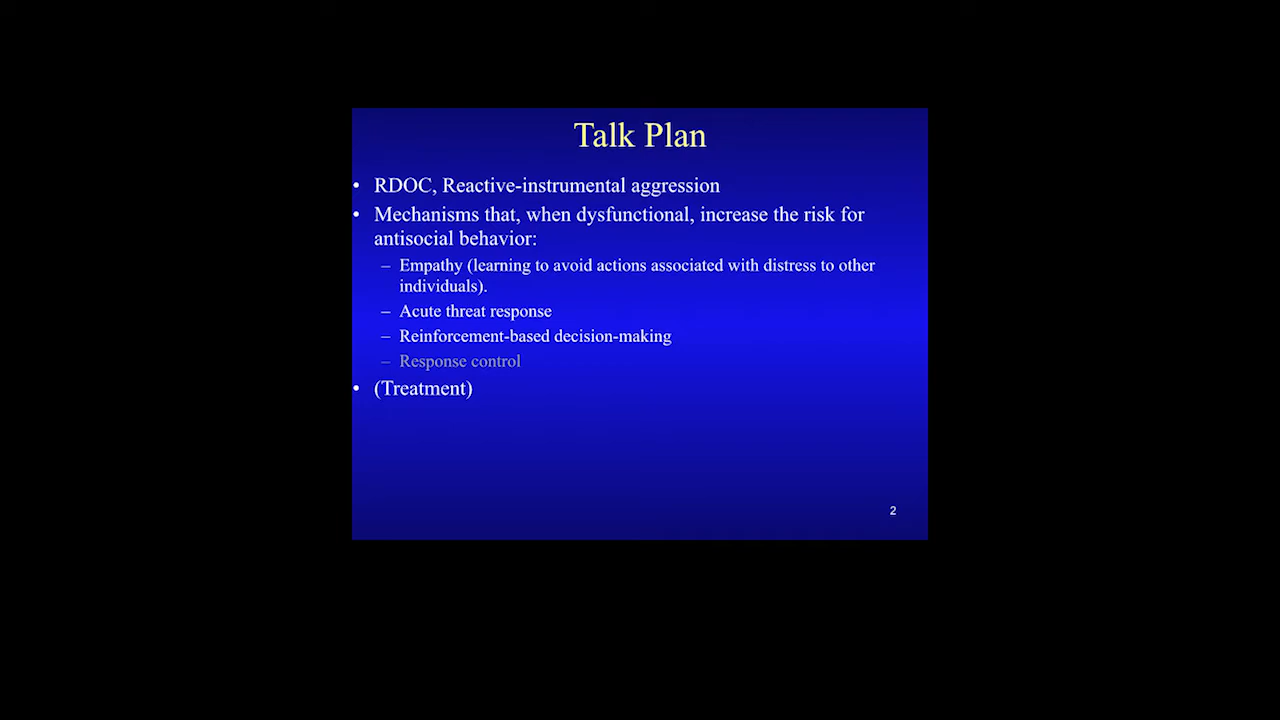 Talk Plan
• RDOC, Reactive-instrumental aggression
• Mechanisms that, when dysfunctional, increase the risk for
antisocial behavior:
– Empathy (learning to avoid actions associated with distress to other
individuals).
– Acute threat response
– Reinforcement-based decision-making
– Response control
• (Treatment)
2